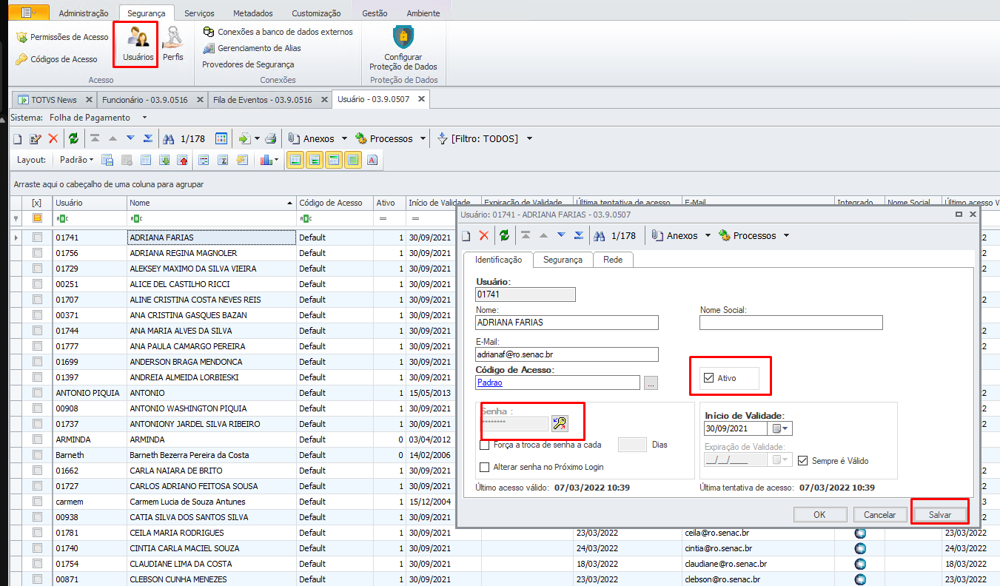 Administração Segurança Serviços Metadados Customização Gestão Ambiente
Permissões de Acesso
Códigos de Acesso
Usuários
Perfis
Acesso
Conexões a banco de dados externos
Gerenciamento de Alias
Provedores de Segurança
Conexões
Configurar
Proteção de Dados
Proteção de Dados
TOTVS News Funcionário - 03.9.0516 Fila de Eventos - 03.9.0516 Usuário - 03.9.0507
Sistema: Folha de Pagamento
1/178 Anexos Processos [Filtro: TODOS]
Layout: Padrão
Arraste aqui o cabeçalho de uma coluna para agrupar
[x] Usuário Nome Código de Acesso Ativo Início de Validade Expiração de Validade Última tentativa de acesso E-Mail Integrado Nome Social Último acesso V
01741 ADRIANA FARIAS Default 1 30/09/2021
01756 ADRIANA REGINA MAGNOLER Default 1 30/09/2021
01729 ALEKSEY MAXIMO DA SILVA VIEIRA Default 1 30/09/2021
00251 ALICE DEL CASTILHO RICCI Default 1 30/09/2021
01707 ALINE CRISTINA COSTA NEVES REIS Default 1 30/09/2021
00371 ANA CRISTINA GASQUES BAZAN Default 1 30/09/2021
01744 ANA MARIA ALVES DA SILVA Default 1 30/09/2021
01777 ANA PAULA CAMARGO PEREIRA Default 1 30/09/2021
01699 ANDERSON BRAGA MENDONCA Default 1 30/09/2021
01397 ANDREIA ALMEIDA LORBIESKI Default 1 30/09/2021
ANTONIO PIQUIA ANTONIO Default 1 15/05/2013
00908 ANTONIO WASHINGTON PIQUIA Default 1 30/09/2021
01737 ANTONIONY JARDEL SILVA RIBEIRO Default 1 30/09/2021
ARMINDA ARMINDA Default 0 03/04/2012
Barneth Barneth Bezerra Pereira da Costa Default 0 14/02/2006
01662 CARLA NAIARA DE BRITO Default 1 30/09/2021
01727 CARLOS ADRIANO FEITOSA SOUSA Default 1 30/09/2021
carmem Carmem Lucia de Souza Antunes Default 1 15/12/2004
00938 CATIA SILVA DOS SANTOS SILVA Default 1 30/09/2021
01781 CEILA MARIA RODRIGUES Default 1 30/09/2021 23/03/2022 ceila@ro.senac.br 23/03/2022
01740 CINTIA CARLA MACIEL SOUZA Default 1 30/09/2021 24/03/2022 cintia@ro.senac.br 24/03/2022
01754 CLAUDIANE LIMA DA COSTA Default 1 30/09/2021 18/03/2022 claudiane@ro.senac.br 18/03/2022
00871 CLEBSON CUNHA MENEZES Default 1 30/09/2021 23/03/2022 clebson@ro.senac.br 23/03/2022
Usuário: 01741 - ADRIANA FARIAS - 03.9.0507
1/178 Anexos Processos
Identificação Segurança Rede
Usuário:
01741
Nome: Nome Social:
ADRIANA FARIAS
E-Mail:
adrianaf@ro.senac.br
Código de Acesso:
Padrao ... Ativo
Senha :
********
Força a troca de senha a cada Dias
Alterar senha no Próximo Login
Início de Validade:
30/09/2021
Expiração de Validade:
__/__/____ Sempre é Válido
Último acesso válido: 07/03/2022 10:39 Última tentativa de acesso: 07/03/2022 10:39
OK Cancelar Salvar